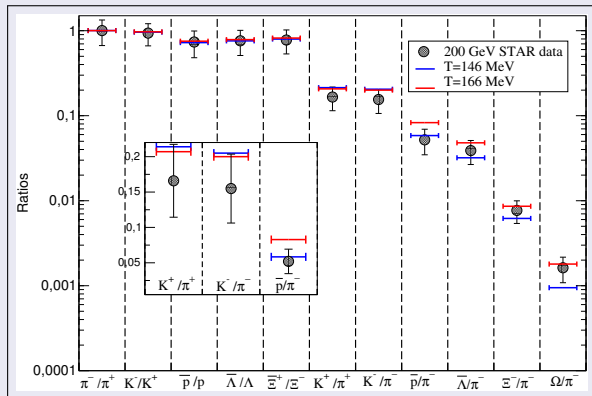 1
200 GeV STAR data
T=146 MeV
T=166 MeV
0,1
Ratios
0,2
0,15
0,1
0,05
K⁺/π⁺ K⁻/π⁻ p̅/π⁻
0,01
0,001
0,0001
π⁻/π⁺ K⁻/K⁺ p̅/p Λ̅/Λ Ξ̅⁺/Ξ⁻ K⁺/π⁺ K⁻/π⁻ p̅/π⁻ Λ̅/π⁻ Ξ⁻/π⁻ Ω/π⁻